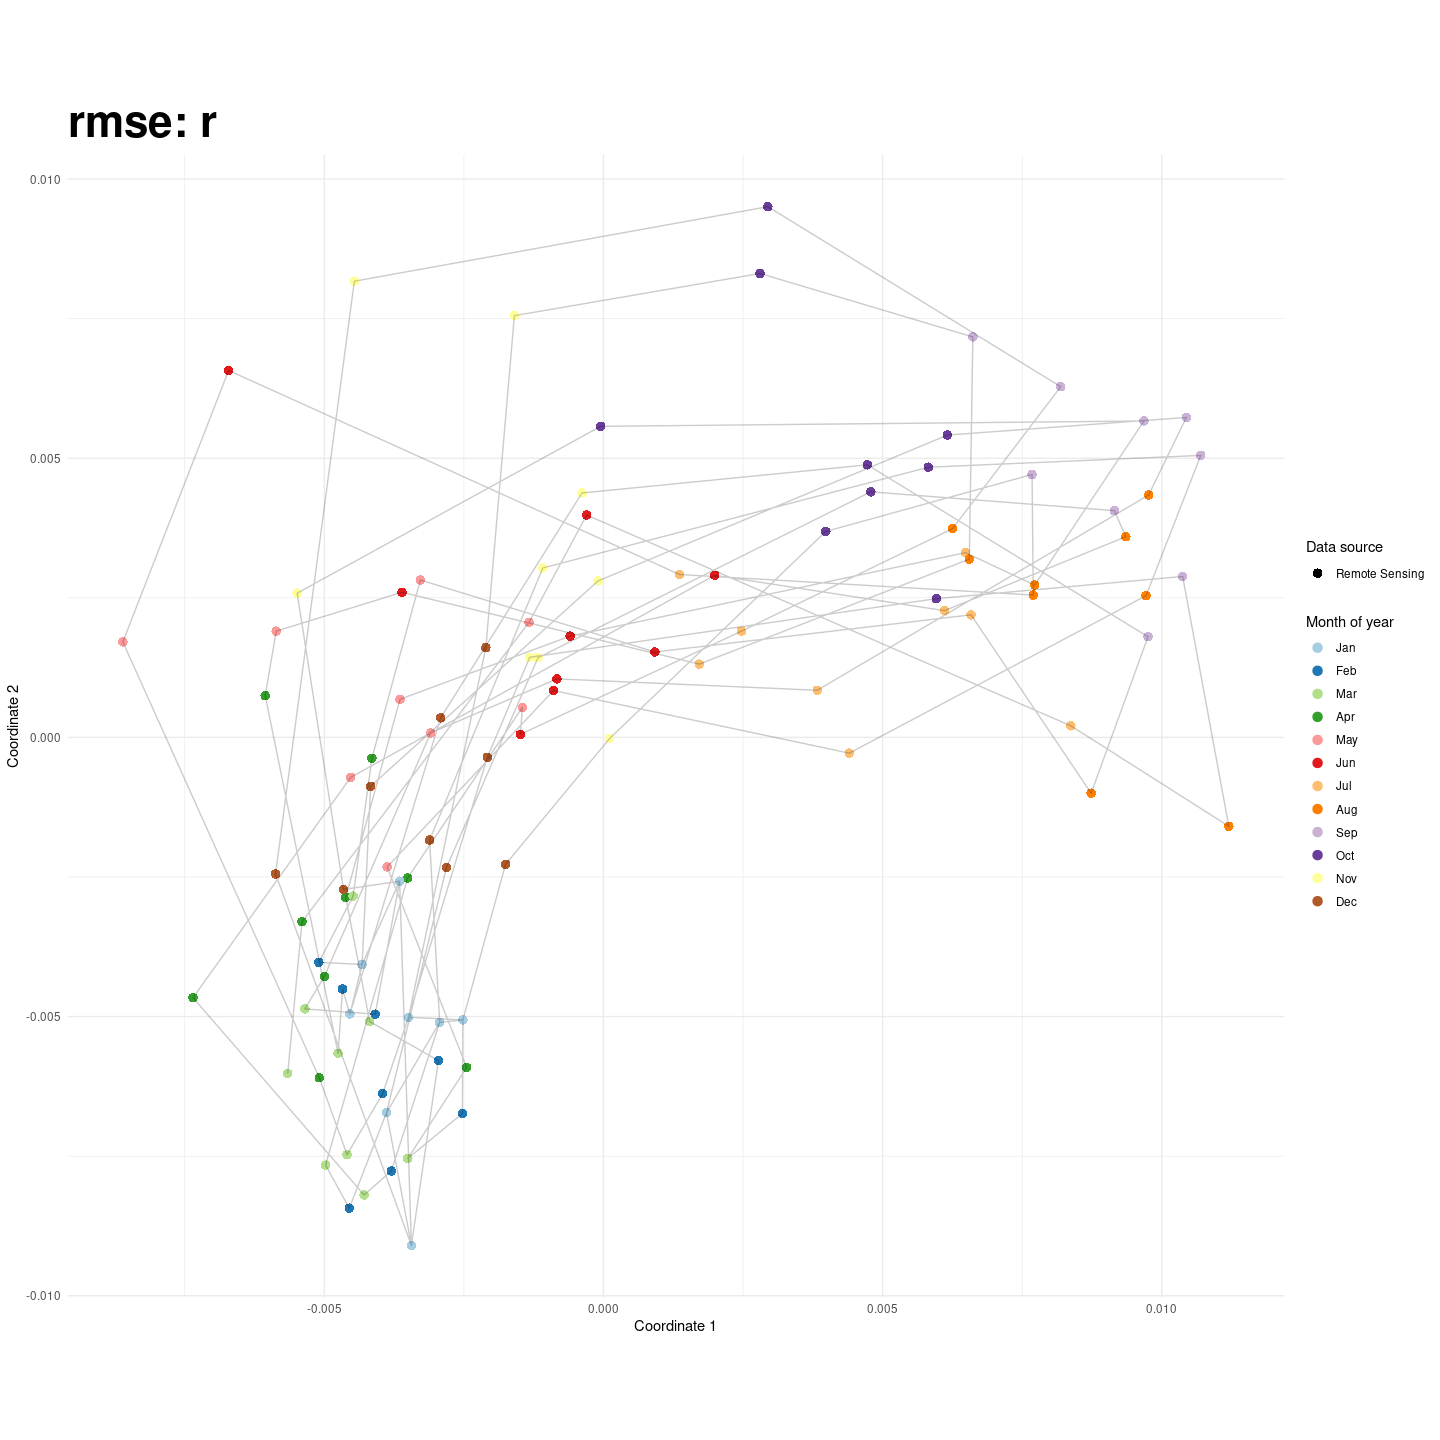 rmse: r
0.010
0.005
0.000
-0.005
-0.010
Coordinate 2
-0.005
0.000
0.005
0.010
Coordinate 1
Data source
Remote Sensing
Month of year
Jan
Feb
Mar
Apr
May
Jun
Jul
Aug
Sep
Oct
Nov
Dec